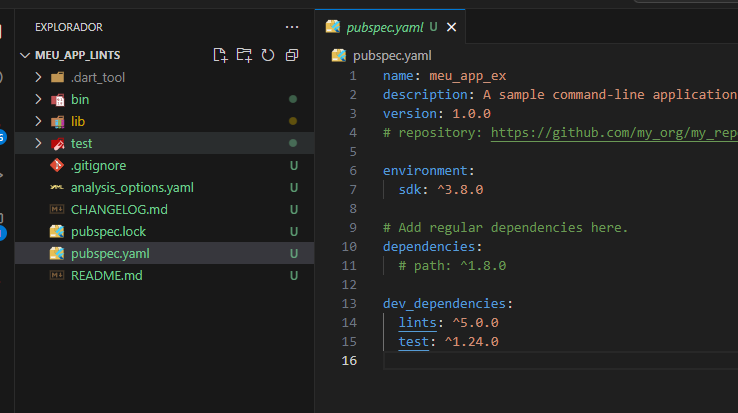 EXPLORADOR
MEU_APP_LINTS
.dart_tool
bin
lib
test
.gitignore U
analysis_options.yaml U
CHANGELOG.md U
pubspec.lock U
pubspec.yaml U
README.md U
pubspec.yaml U
pubspec.yaml
1 name: meu_app_ex
2 description: A sample command-line application
3 version: 1.0.0
4 # repository: https://github.com/my_org/my_repo
5
6 environment:
7 sdk: ^3.8.0
8
9 # Add regular dependencies here.
10 dependencies:
11 # path: ^1.8.0
12
13 dev_dependencies:
14 lints: ^5.0.0
15 test: ^1.24.0
16